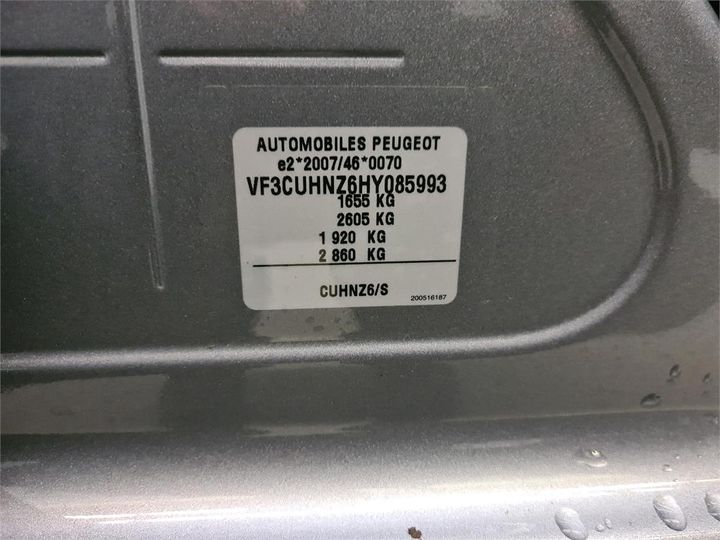 AUTOMOBILES PEUGEOT
e2*2007/46*0070
VF3CUHNZ6HY085993
1655 KG
2605 KG
1 920 KG
2 860 KG
CUHNZ6/S
200516187